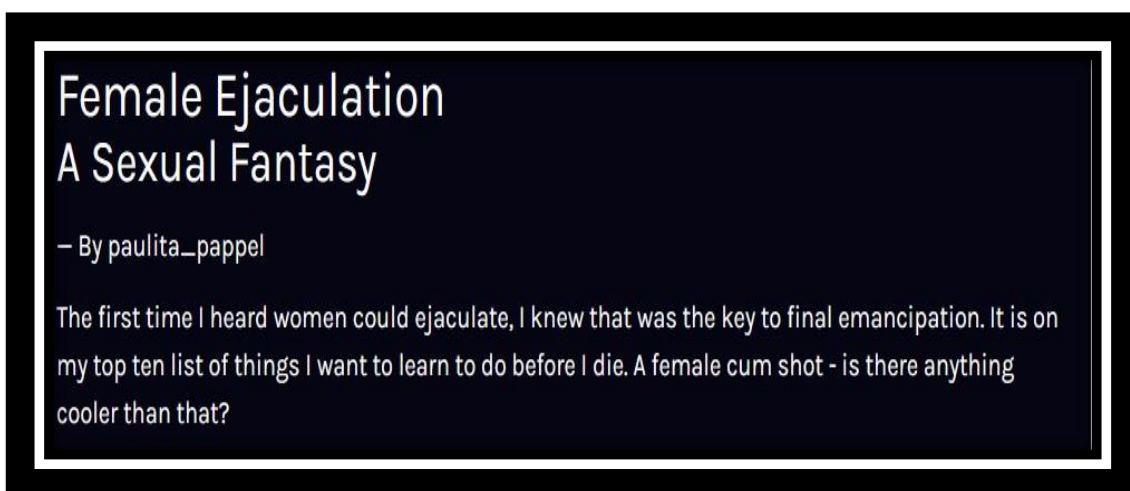 Female Ejaculation
A Sexual Fantasy
– By paulita_pappel
The first time I heard women could ejaculate, I knew that was the key to final emancipation. It is on
my top ten list of things I want to learn to do before I die. A female cum shot - is there anything
cooler than that?